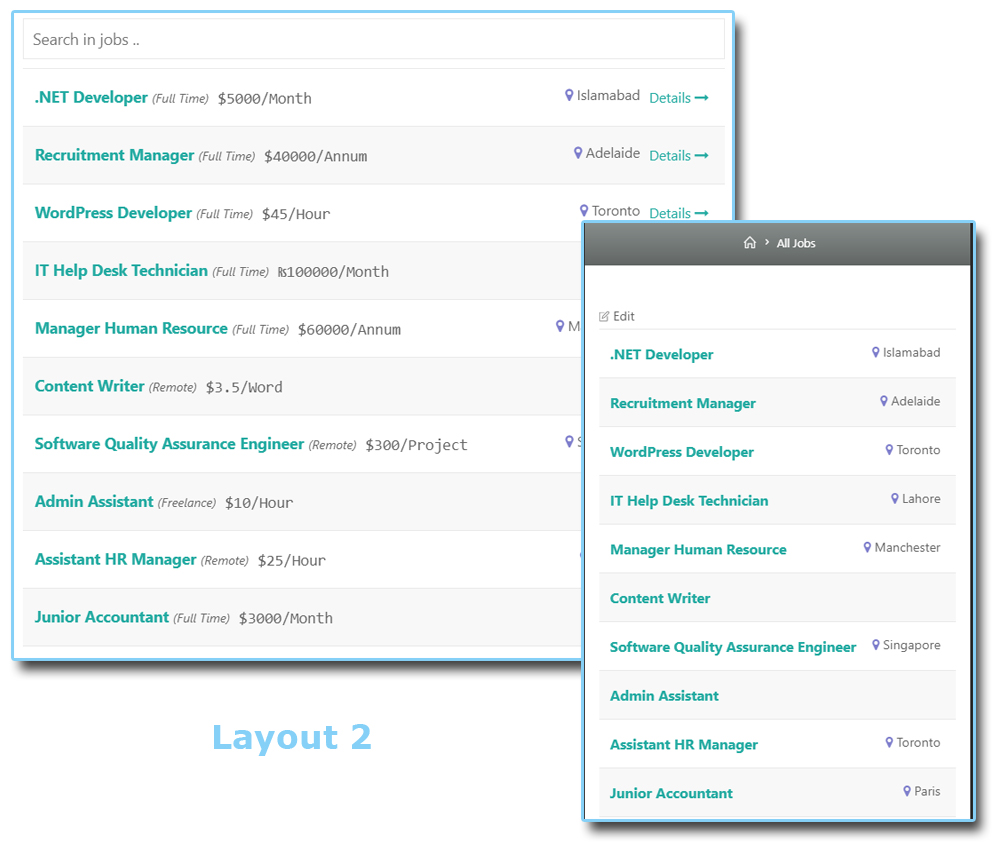 Search in jobs ..
.NET Developer (Full Time) $5000/Month Islamabad Details
Recruitment Manager (Full Time) $40000/Annum Adelaide Details
WordPress Developer (Full Time) $45/Hour Toronto Details
IT Help Desk Technician (Full Time) ₨100000/Month
Manager Human Resource (Full Time) $60000/Annum
Content Writer (Remote) $3.5/Word
Software Quality Assurance Engineer (Remote) $300/Project
Admin Assistant (Freelance) $10/Hour
Assistant HR Manager (Remote) $25/Hour
Junior Accountant (Full Time) $3000/Month
All Jobs
Edit
.NET Developer Islamabad
Recruitment Manager Adelaide
WordPress Developer Toronto
IT Help Desk Technician Lahore
Manager Human Resource Manchester
Content Writer
Software Quality Assurance Engineer Singapore
Admin Assistant
Assistant HR Manager Toronto
Junior Accountant Paris
Layout 2